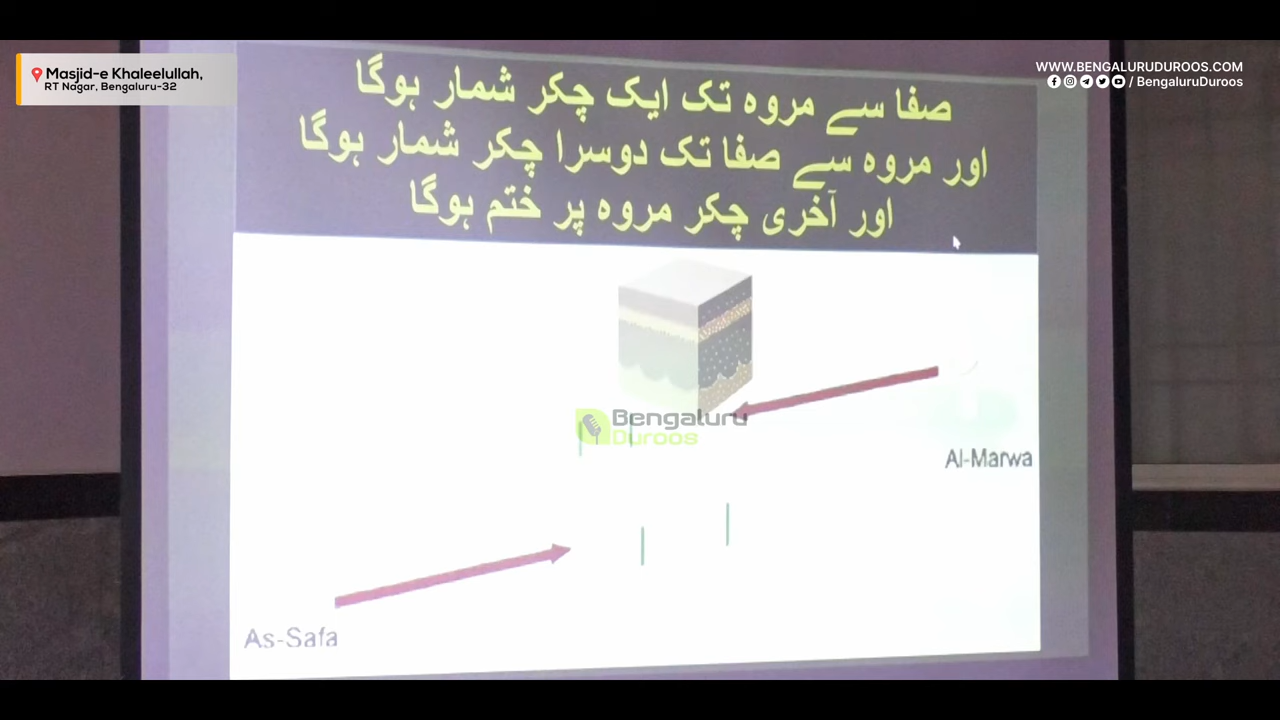 Masjid-e Khaleelullah,
RT Nagar, Bengaluru-32
WWW.BENGALURUDUROOS.COM
/ BengaluruDuroos
صفا سے مروہ تک ایک چکر شمار ہوگا
اور مروہ سے صفا تک دوسرا چکر شمار ہوگا
اور آخری چکر مروہ پر ختم ہوگا
Bengaluru
Duroos
Al-Marwa
As-Safa